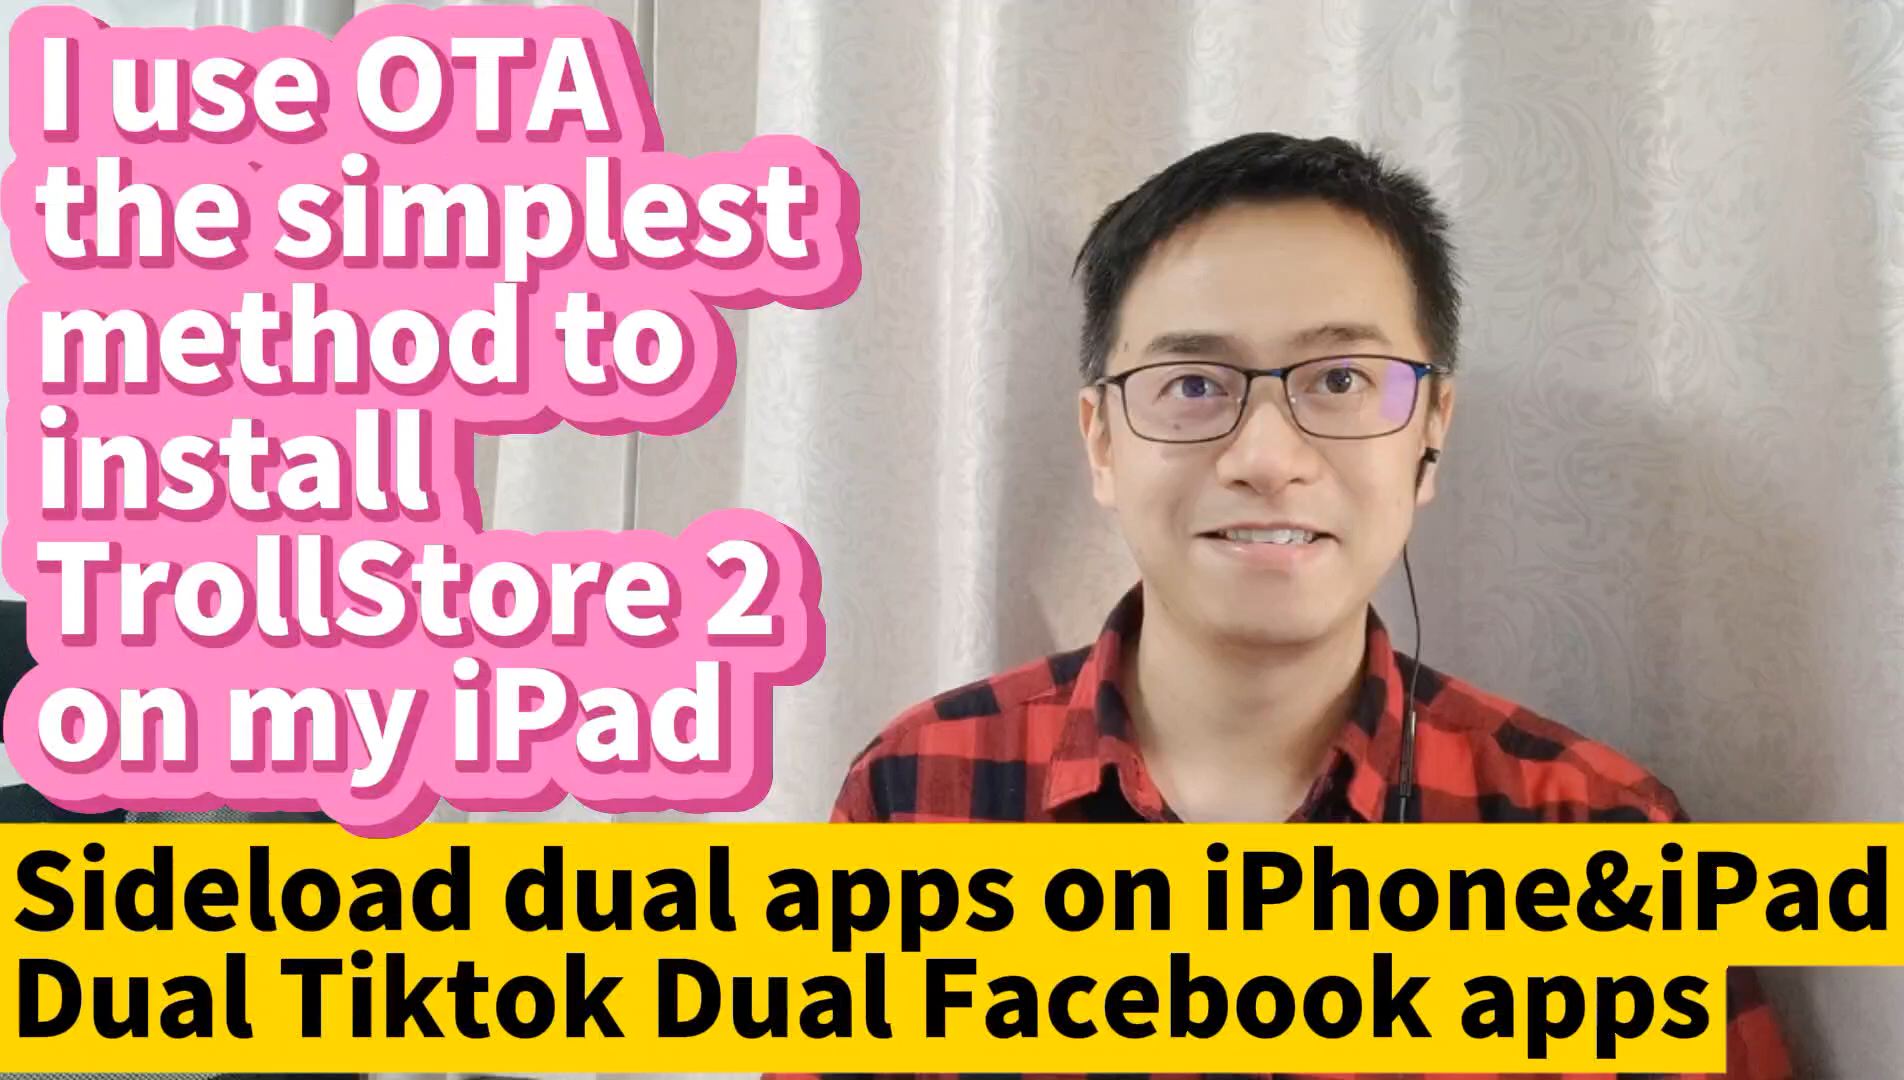 I use OTA
the simplest
method to
install
TrollStore 2
on my iPad
Sideload dual apps on iPhone&iPad
Dual Tiktok Dual Facebook apps